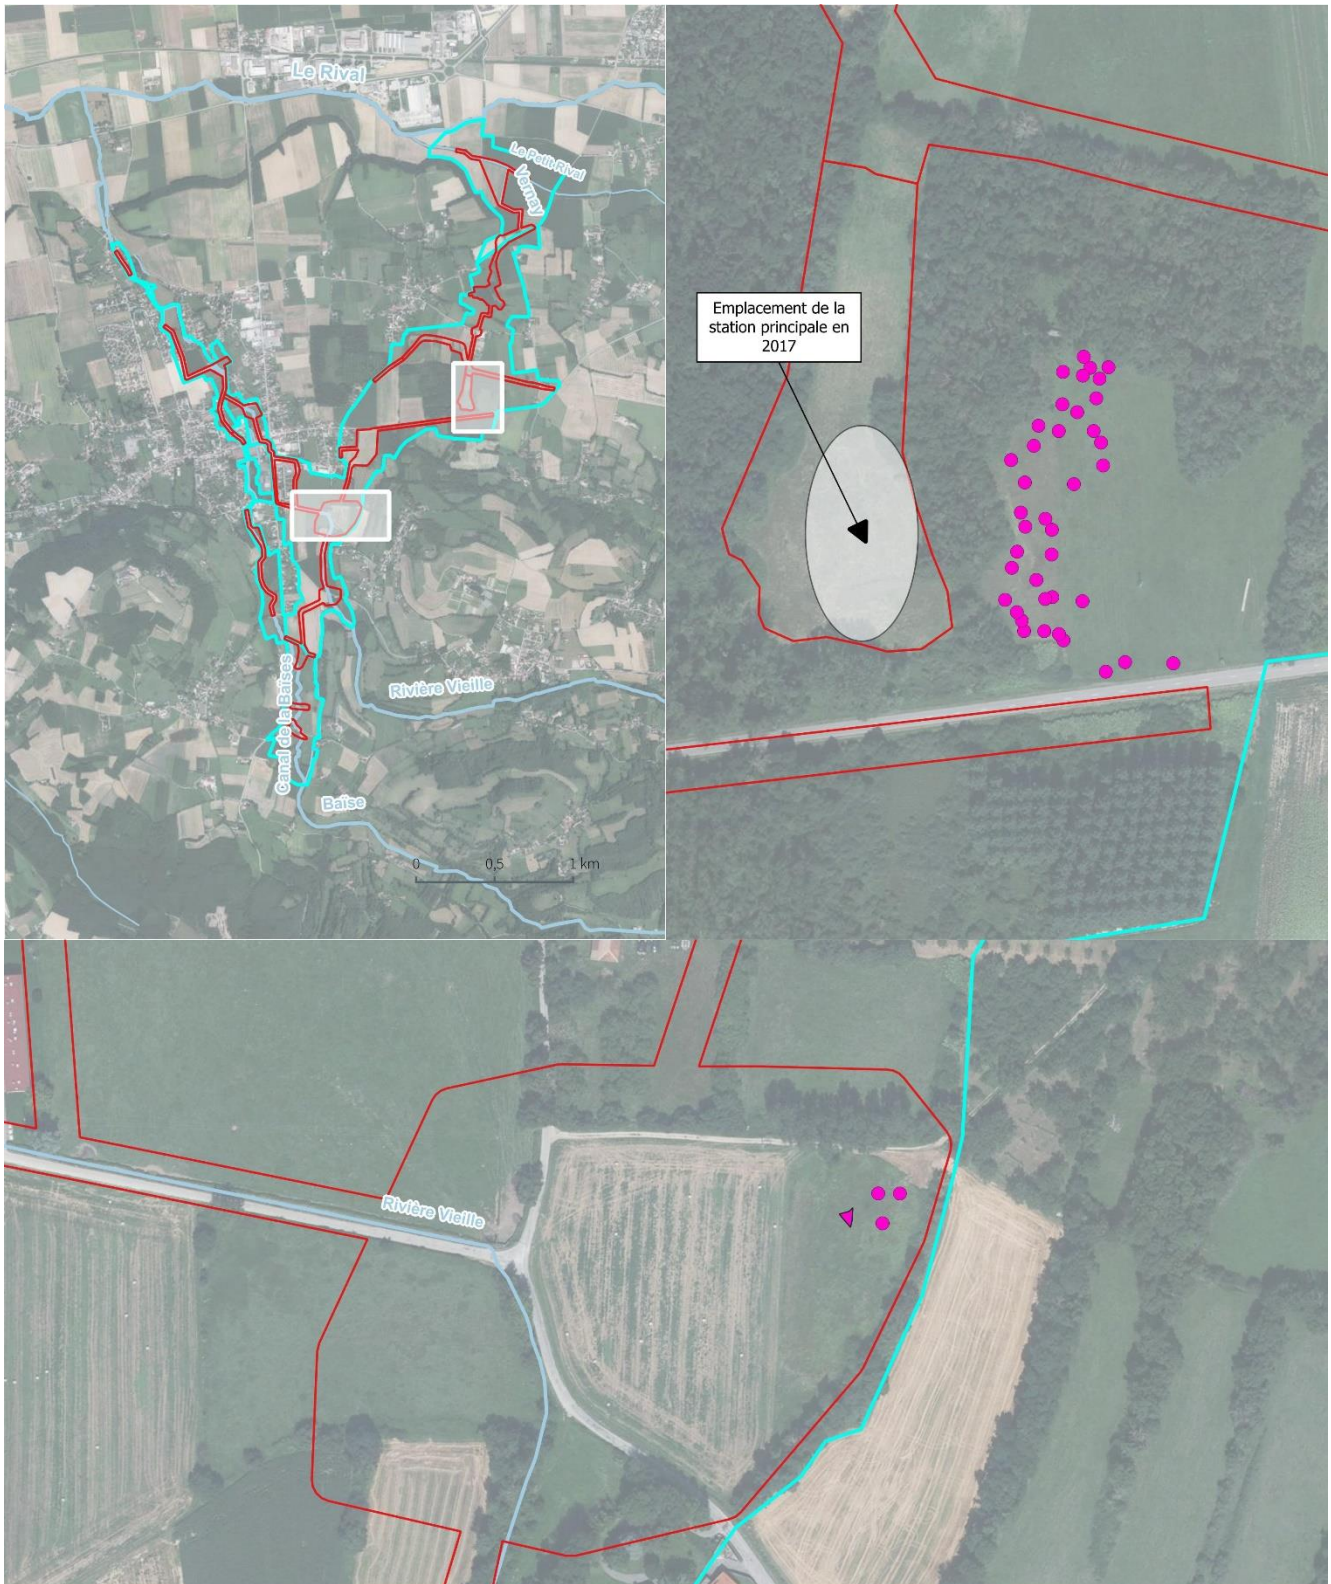 Le Rival
Le Petit Rival
Vernay
Canal de la Baïses
Rivière Vieille
Baïse
0 0,5 1 km
Emplacement de la
station principale en
2017
Rivière Vieille